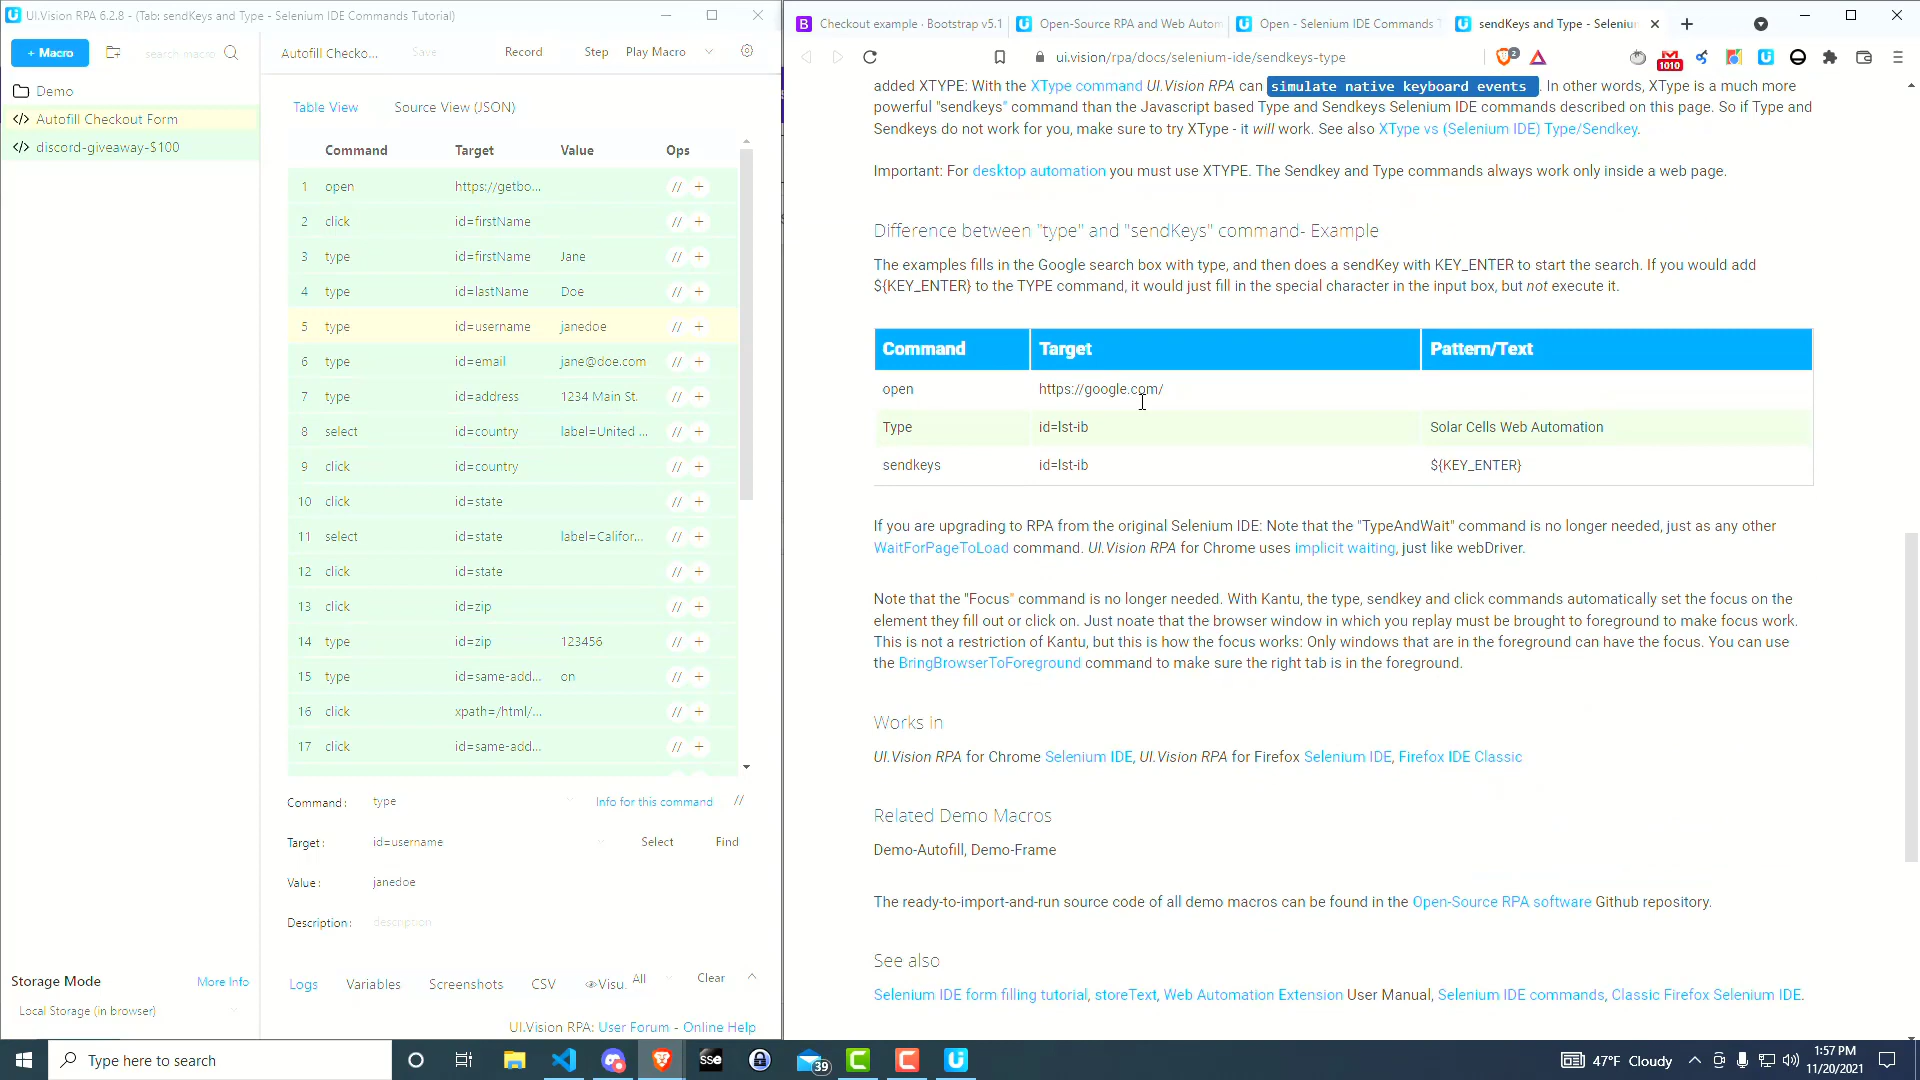 UI.Vision RPA 6.2.8 - (Tab: sendKeys and Type - Selenium IDE Commands Tutorial)
+ Macro
search macro
Autofill Checko...
Save
Record
Step
Play Macro
Demo
Autofill Checkout Form
discord-giveaway-$100
Table View
Source View (JSON)
Command Target Value Ops
1 open https://getbo... // +
2 click id=firstName // +
3 type id=firstName Jane // +
4 type id=lastName Doe // +
5 type id=username janedoe // +
6 type id=email jane@doe.com // +
7 type id=address 1234 Main St. // +
8 select id=country label=United ... // +
9 click id=country // +
10 click id=state // +
11 select id=state label=Califor... // +
12 click id=state // +
13 click id=zip // +
14 type id=zip 123456 // +
15 type id=same-add... on // +
16 click xpath=/html/... // +
17 click id=same-add... // +
Command: type Info for this command //
Target: id=username Select Find
Value: janedoe
Description: description
Storage Mode More Info
Local Storage (in browser)
Logs Variables Screenshots CSV Visu. All Clear
UI.Vision RPA: User Forum - Online Help
Checkout example · Bootstrap v5.1
Open-Source RPA and Web Autom
Open - Selenium IDE Commands T
sendKeys and Type - Seleniu
ui.vision/rpa/docs/selenium-ide/sendkeys-type
2
1010
added XTYPE: With the XType command UI.Vision RPA can simulate native keyboard events . In other words, XType is a much more
powerful "sendkeys" command than the Javascript based Type and Sendkeys Selenium IDE commands described on this page. So if Type and
Sendkeys do not work for you, make sure to try XType - it will work. See also XType vs (Selenium IDE) Type/Sendkey.
Important: For desktop automation you must use XTYPE. The Sendkey and Type commands always work only inside a web page.
Difference between "type" and "sendKeys" command- Example
The examples fills in the Google search box with type, and then does a sendKey with KEY_ENTER to start the search. If you would add
${KEY_ENTER} to the TYPE command, it would just fill in the special character in the input box, but not execute it.
Command Target Pattern/Text
open https://google.com/
Type id=lst-ib Solar Cells Web Automation
sendkeys id=lst-ib ${KEY_ENTER}
If you are upgrading to RPA from the original Selenium IDE: Note that the "TypeAndWait" command is no longer needed, just as any other
WaitForPageToLoad command. UI.Vision RPA for Chrome uses implicit waiting, just like webDriver.
Note that the "Focus" command is no longer needed. With Kantu, the type, sendkey and click commands automatically set the focus on the
element they fill out or click on. Just noate that the browser window in which you replay must be brought to foreground to make focus work.
This is not a restriction of Kantu, but this is how the focus works: Only windows that are in the foreground can have the focus. You can use
the BringBrowserToForeground command to make sure the right tab is in the foreground.
Works in
UI.Vision RPA for Chrome Selenium IDE, UI.Vision RPA for Firefox Selenium IDE, Firefox IDE Classic
Related Demo Macros
Demo-Autofill, Demo-Frame
The ready-to-import-and-run source code of all demo macros can be found in the Open-Source RPA software Github repository.
See also
Selenium IDE form filling tutorial, storeText, Web Automation Extension User Manual, Selenium IDE commands, Classic Firefox Selenium IDE.
Type here to search
sse
39
47°F Cloudy
1:57 PM
11/20/2021